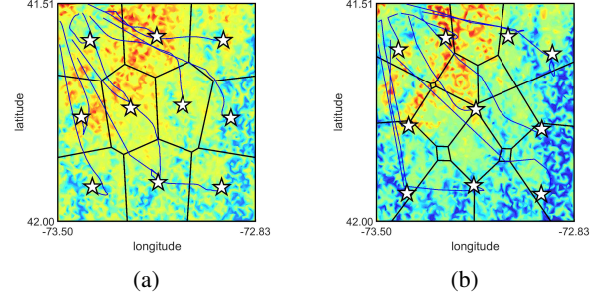 41.51
latitude
42.00
-73.50
longitude
-72.83
(a)
41.51
latitude
42.00
-73.50
longitude
-72.83
(b)